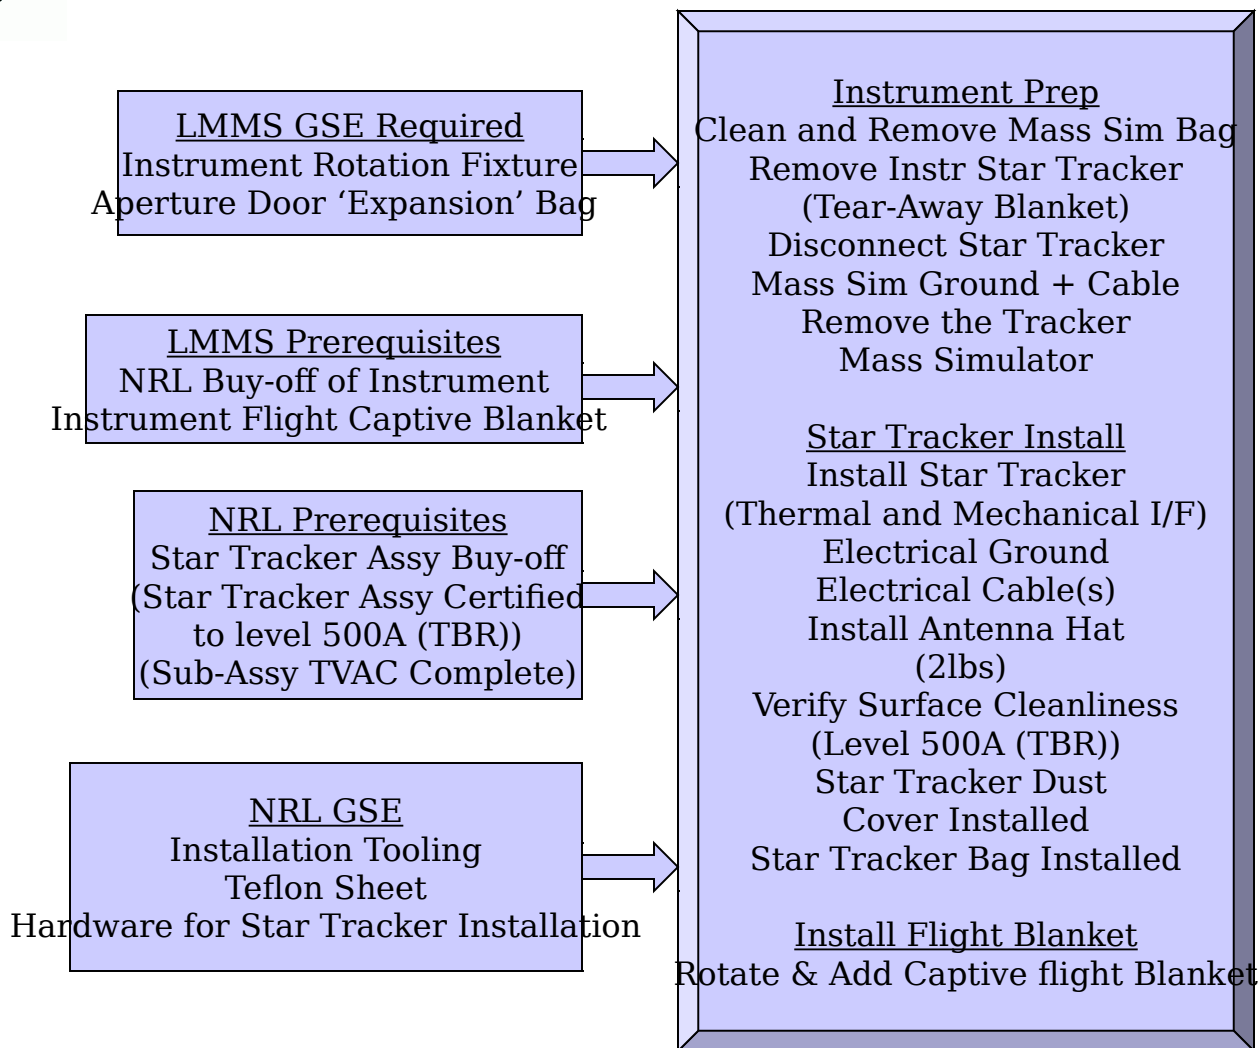 LMMS GSE Required
Instrument Rotation Fixture
Aperture Door ‘Expansion’ Bag
LMMS Prerequisites
NRL Buy-off of Instrument
Instrument Flight Captive Blanket
NRL Prerequisites
Star Tracker Assy Buy-off
(Star Tracker Assy Certified
to level 500A (TBR))
(Sub-Assy TVAC Complete)
NRL GSE
Installation Tooling
Teflon Sheet
Hardware for Star Tracker Installation
Instrument Prep
Clean and Remove Mass Sim Bag
Remove Instr Star Tracker
(Tear-Away Blanket)
Disconnect Star Tracker
Mass Sim Ground + Cable
Remove the Tracker
Mass Simulator
Star Tracker Install
Install Star Tracker
(Thermal and Mechanical I/F)
Electrical Ground
Electrical Cable(s)
Install Antenna Hat
(2lbs)
Verify Surface Cleanliness
(Level 500A (TBR))
Star Tracker Dust
Cover Installed
Star Tracker Bag Installed
Install Flight Blanket
Rotate & Add Captive flight Blanket